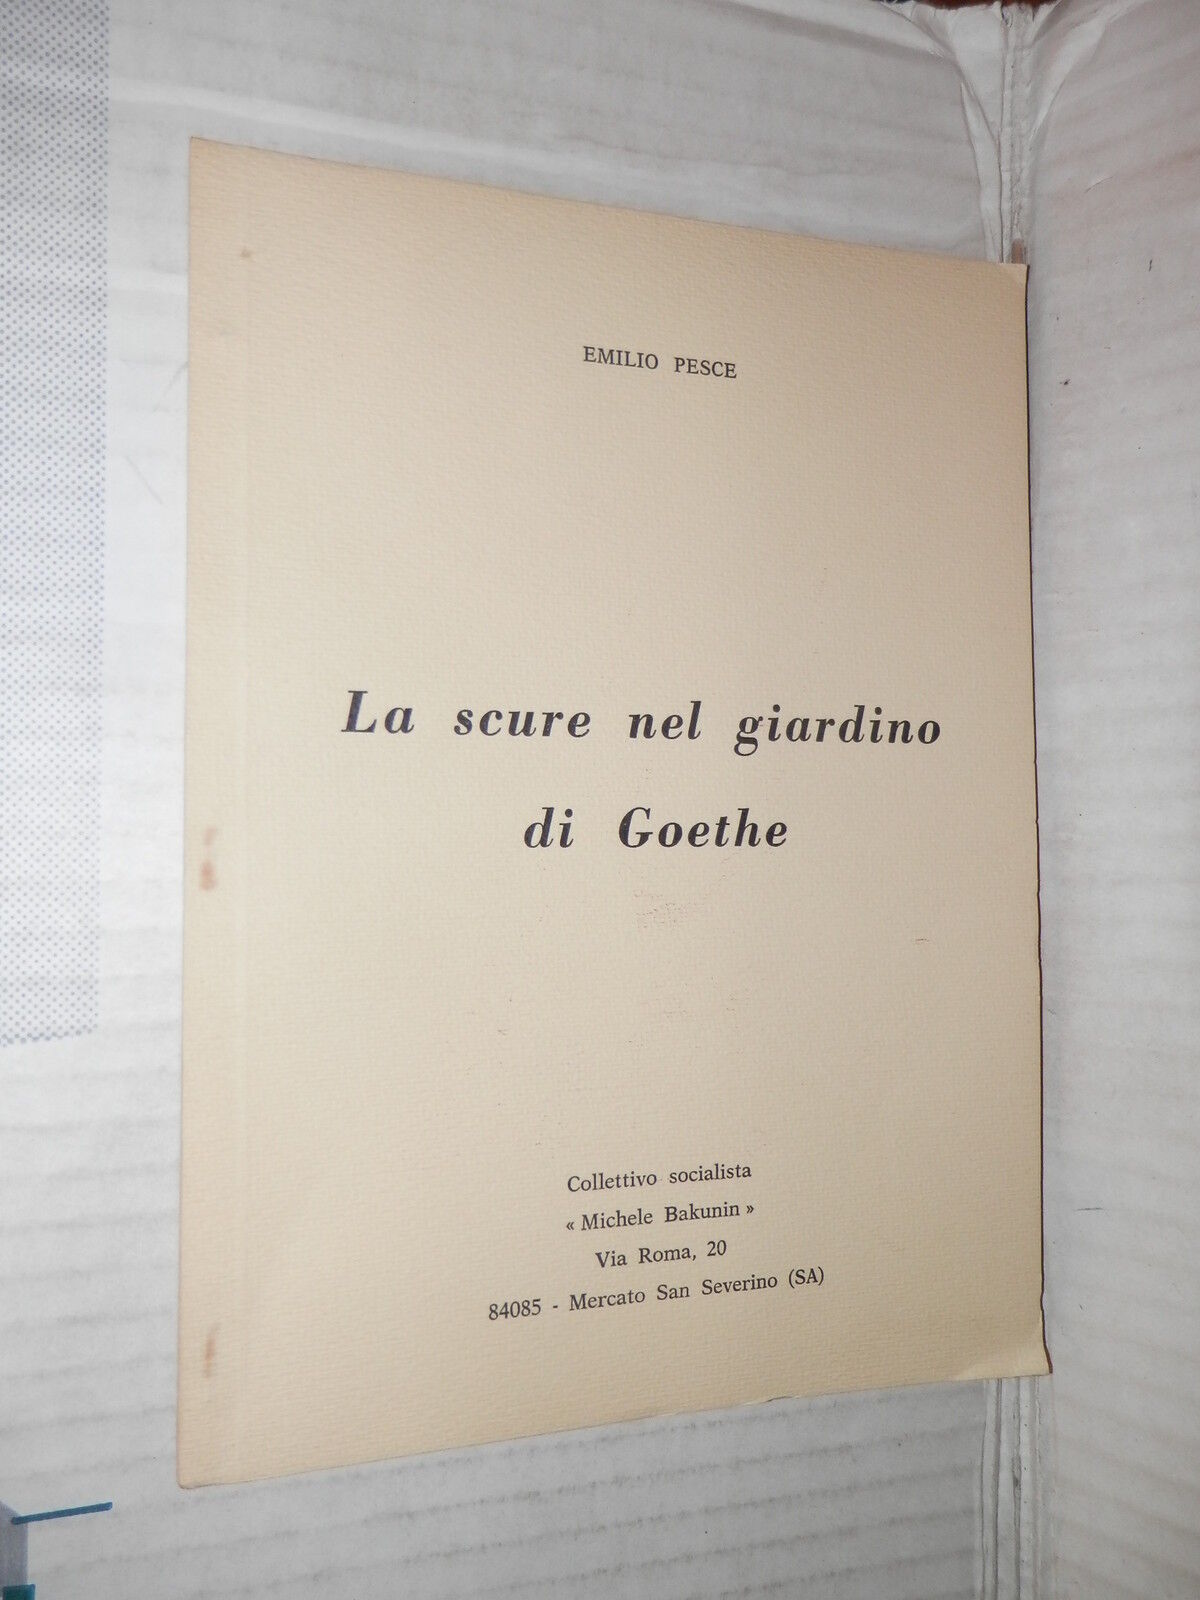 EMILIO PESCE
La scure nel giardino
di Goethe
Collettivo socialista
« Michele Bakunin »
Via Roma, 20
84085 - Mercato San Severino (SA)